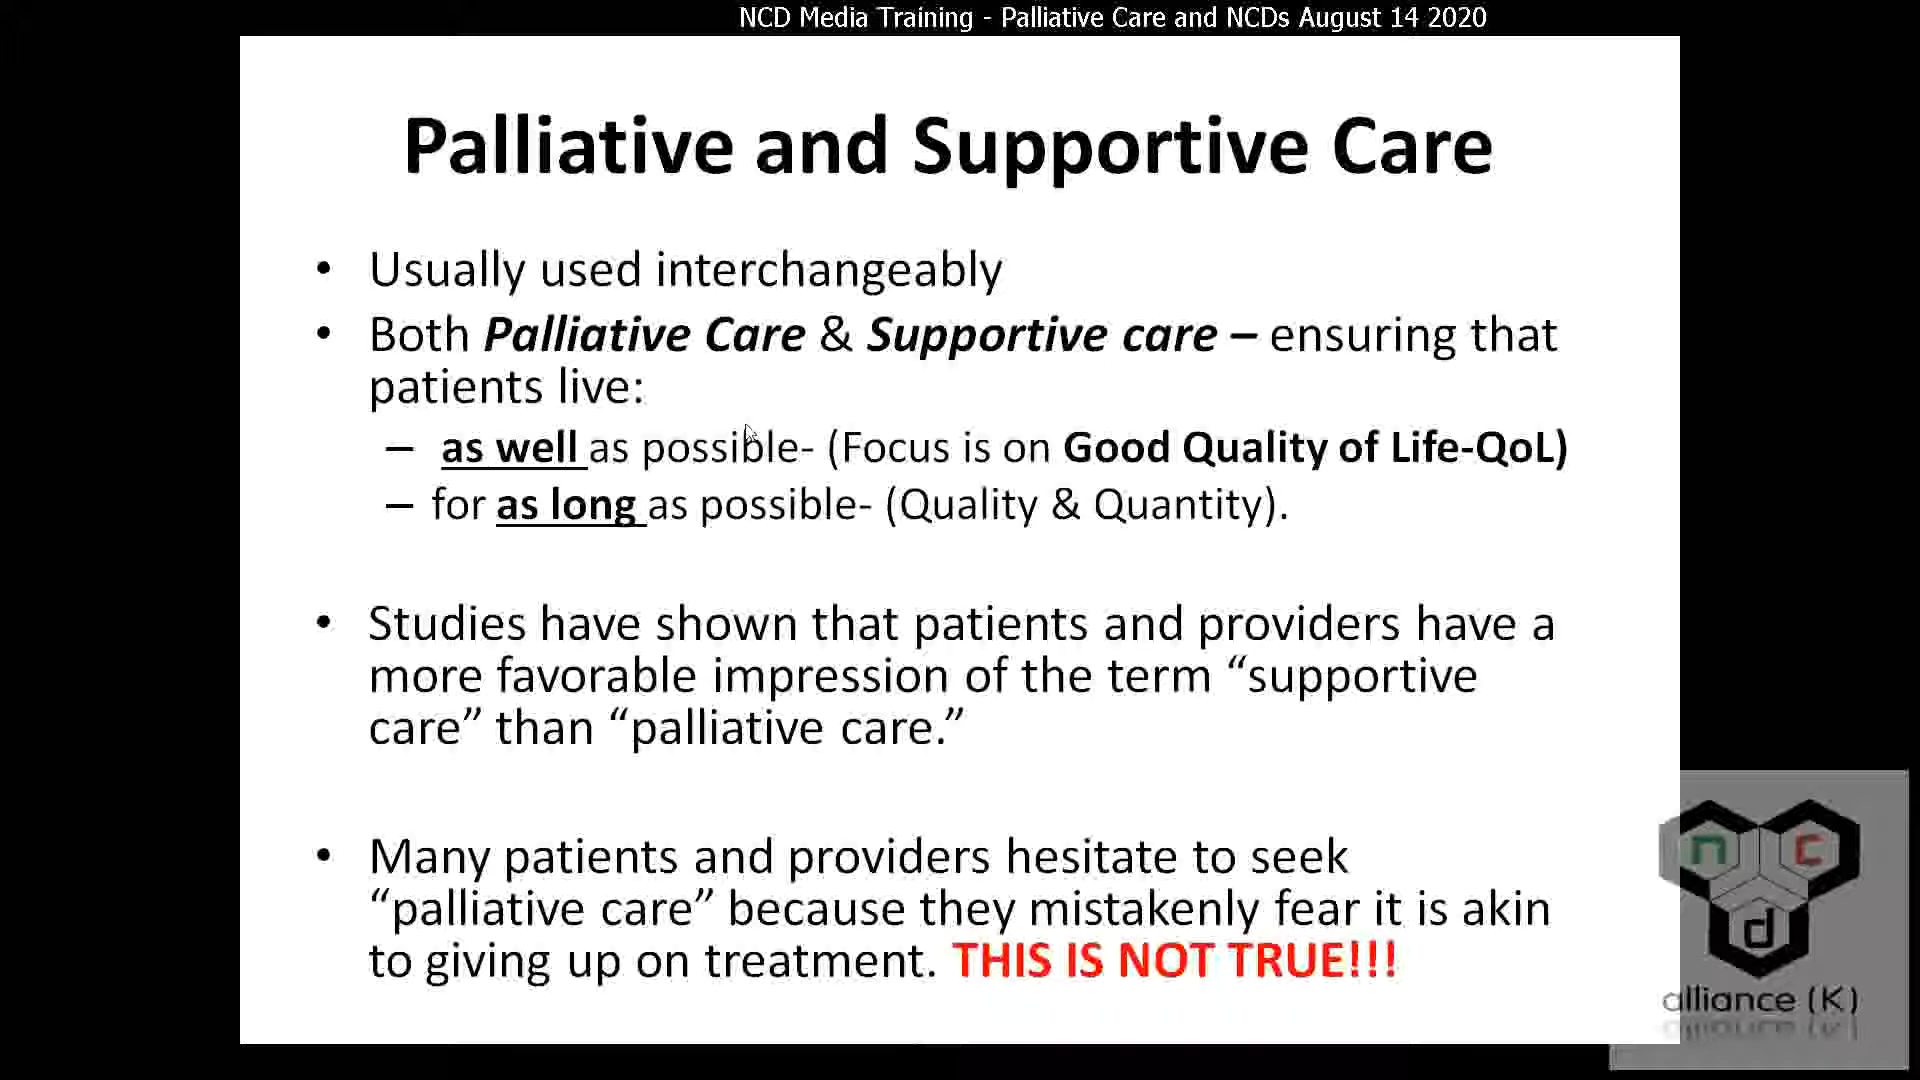 NCD Media Training - Palliative Care and NCDs August 14 2020
Palliative and Supportive Care
• Usually used interchangeably
• Both Palliative Care & Supportive care – ensuring that
patients live:
– as well as possible- (Focus is on Good Quality of Life-QoL)
– for as long as possible- (Quality & Quantity).
• Studies have shown that patients and providers have a
more favorable impression of the term “supportive
care” than “palliative care.”
• Many patients and providers hesitate to seek
“palliative care” because they mistakenly fear it is akin
to giving up on treatment. THIS IS NOT TRUE!!!
n c
d
alliance (K)